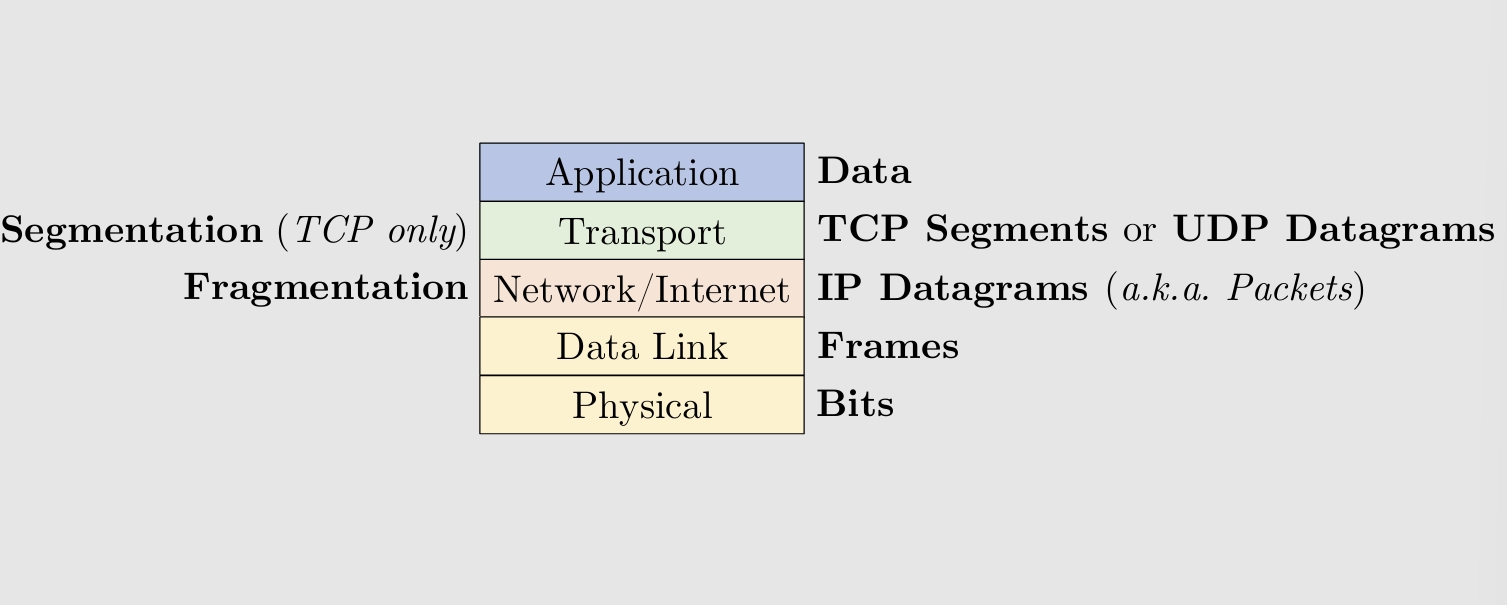 Application Data
Segmentation (TCP only) Transport TCP Segments or UDP Datagrams
Fragmentation Network/Internet IP Datagrams (a.k.a. Packets)
Data Link Frames
Physical Bits